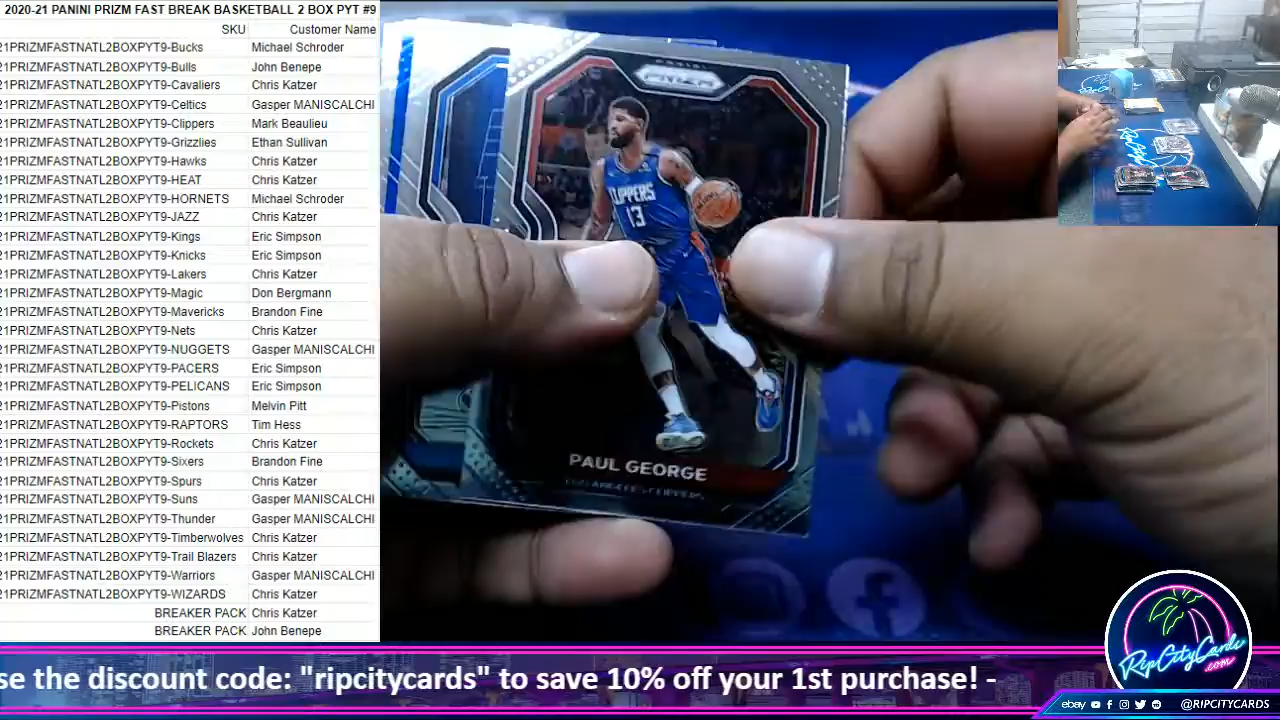 2020-21 PANINI PRIZM FAST BREAK BASKETBALL 2 BOX PYT #9
SKU Customer Name
21PRIZMFASTNATL2BOXPYT9-Bucks Michael Schroder
21PRIZMFASTNATL2BOXPYT9-Bulls John Benepe
21PRIZMFASTNATL2BOXPYT9-Cavaliers Chris Katzer
21PRIZMFASTNATL2BOXPYT9-Celtics Gasper MANISCALCHI
21PRIZMFASTNATL2BOXPYT9-Clippers Mark Beaulieu
21PRIZMFASTNATL2BOXPYT9-Grizzlies Ethan Sullivan
21PRIZMFASTNATL2BOXPYT9-Hawks Chris Katzer
21PRIZMFASTNATL2BOXPYT9-HEAT Chris Katzer
21PRIZMFASTNATL2BOXPYT9-HORNETS Michael Schroder
21PRIZMFASTNATL2BOXPYT9-JAZZ Chris Katzer
21PRIZMFASTNATL2BOXPYT9-Kings Eric Simpson
21PRIZMFASTNATL2BOXPYT9-Knicks Eric Simpson
21PRIZMFASTNATL2BOXPYT9-Lakers Chris Katzer
21PRIZMFASTNATL2BOXPYT9-Magic Don Bergmann
21PRIZMFASTNATL2BOXPYT9-Mavericks Brandon Fine
21PRIZMFASTNATL2BOXPYT9-Nets Chris Katzer
21PRIZMFASTNATL2BOXPYT9-NUGGETS Gasper MANISCALCHI
21PRIZMFASTNATL2BOXPYT9-PACERS Eric Simpson
21PRIZMFASTNATL2BOXPYT9-PELICANS Eric Simpson
21PRIZMFASTNATL2BOXPYT9-Pistons Melvin Pitt
21PRIZMFASTNATL2BOXPYT9-RAPTORS Tim Hess
21PRIZMFASTNATL2BOXPYT9-Rockets Chris Katzer
21PRIZMFASTNATL2BOXPYT9-Sixers Brandon Fine
21PRIZMFASTNATL2BOXPYT9-Spurs Chris Katzer
21PRIZMFASTNATL2BOXPYT9-Suns Gasper MANISCALCHI
21PRIZMFASTNATL2BOXPYT9-Thunder Gasper MANISCALCHI
21PRIZMFASTNATL2BOXPYT9-Timberwolves Chris Katzer
21PRIZMFASTNATL2BOXPYT9-Trail Blazers Chris Katzer
21PRIZMFASTNATL2BOXPYT9-Warriors Gasper MANISCALCHI
21PRIZMFASTNATL2BOXPYT9-WIZARDS Chris Katzer
BREAKER PACK Chris Katzer
BREAKER PACK John Benepe
PANINI
PRIZM
CLIPPERS
13
PAUL GEORGE
LOS ANGELES CLIPPERS
RipCityCards
.com
se the discount code: "ripcitycards" to save 10% off your 1st purchase! -
ebay @RIPCITYCARDS